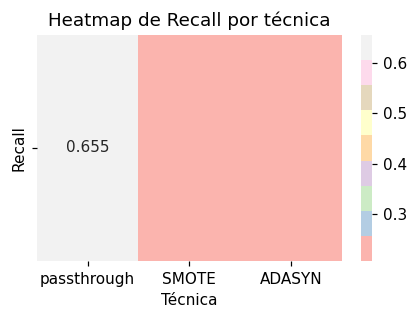 Heatmap de Recall por técnica
Recall
0.655
passthrough SMOTE ADASYN
Técnica
0.6
0.5
0.4
0.3